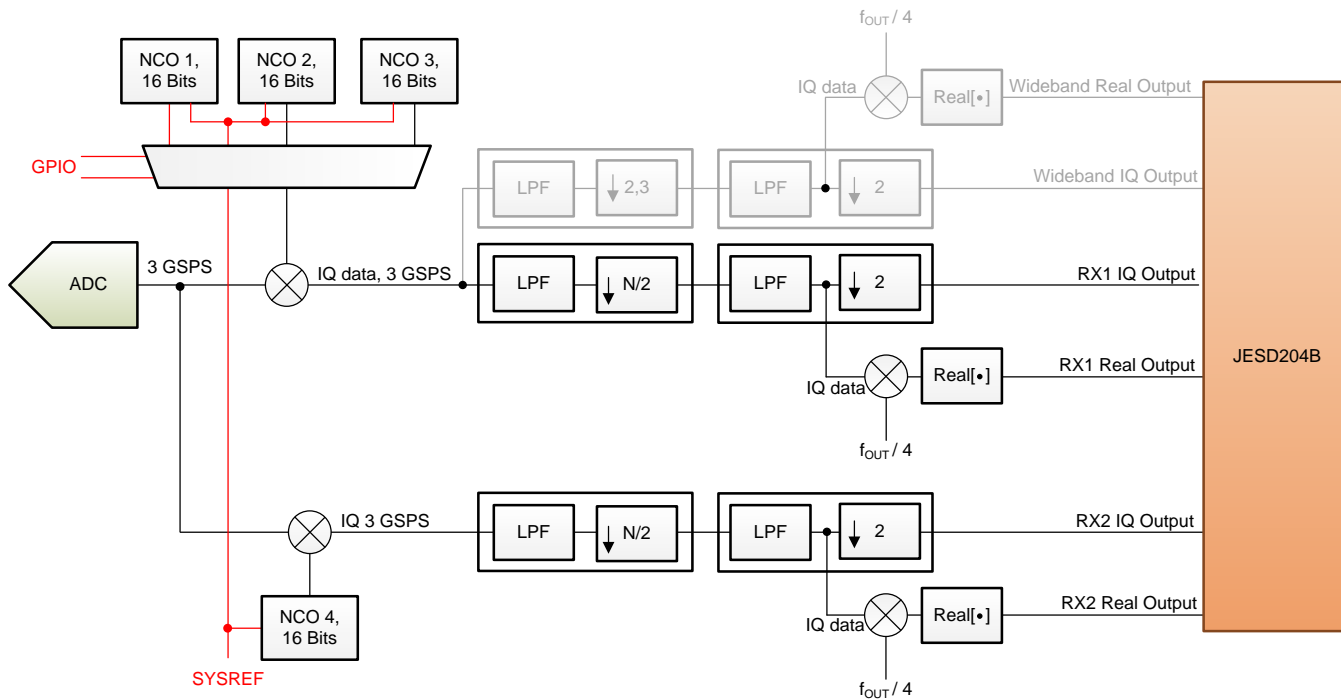 f_OUT / 4
NCO 1,
16 Bits
NCO 2,
16 Bits
NCO 3,
16 Bits
IQ data
Real[•]
Wideband Real Output
GPIO
LPF
2,3
LPF
2
Wideband IQ Output
ADC
3 GSPS
IQ data, 3 GSPS
LPF
N/2
LPF
2
RX1 IQ Output
JESD204B
IQ data
Real[•]
RX1 Real Output
f_OUT / 4
IQ 3 GSPS
LPF
N/2
LPF
2
RX2 IQ Output
NCO 4,
16 Bits
IQ data
Real[•]
RX2 Real Output
SYSREF
f_OUT / 4